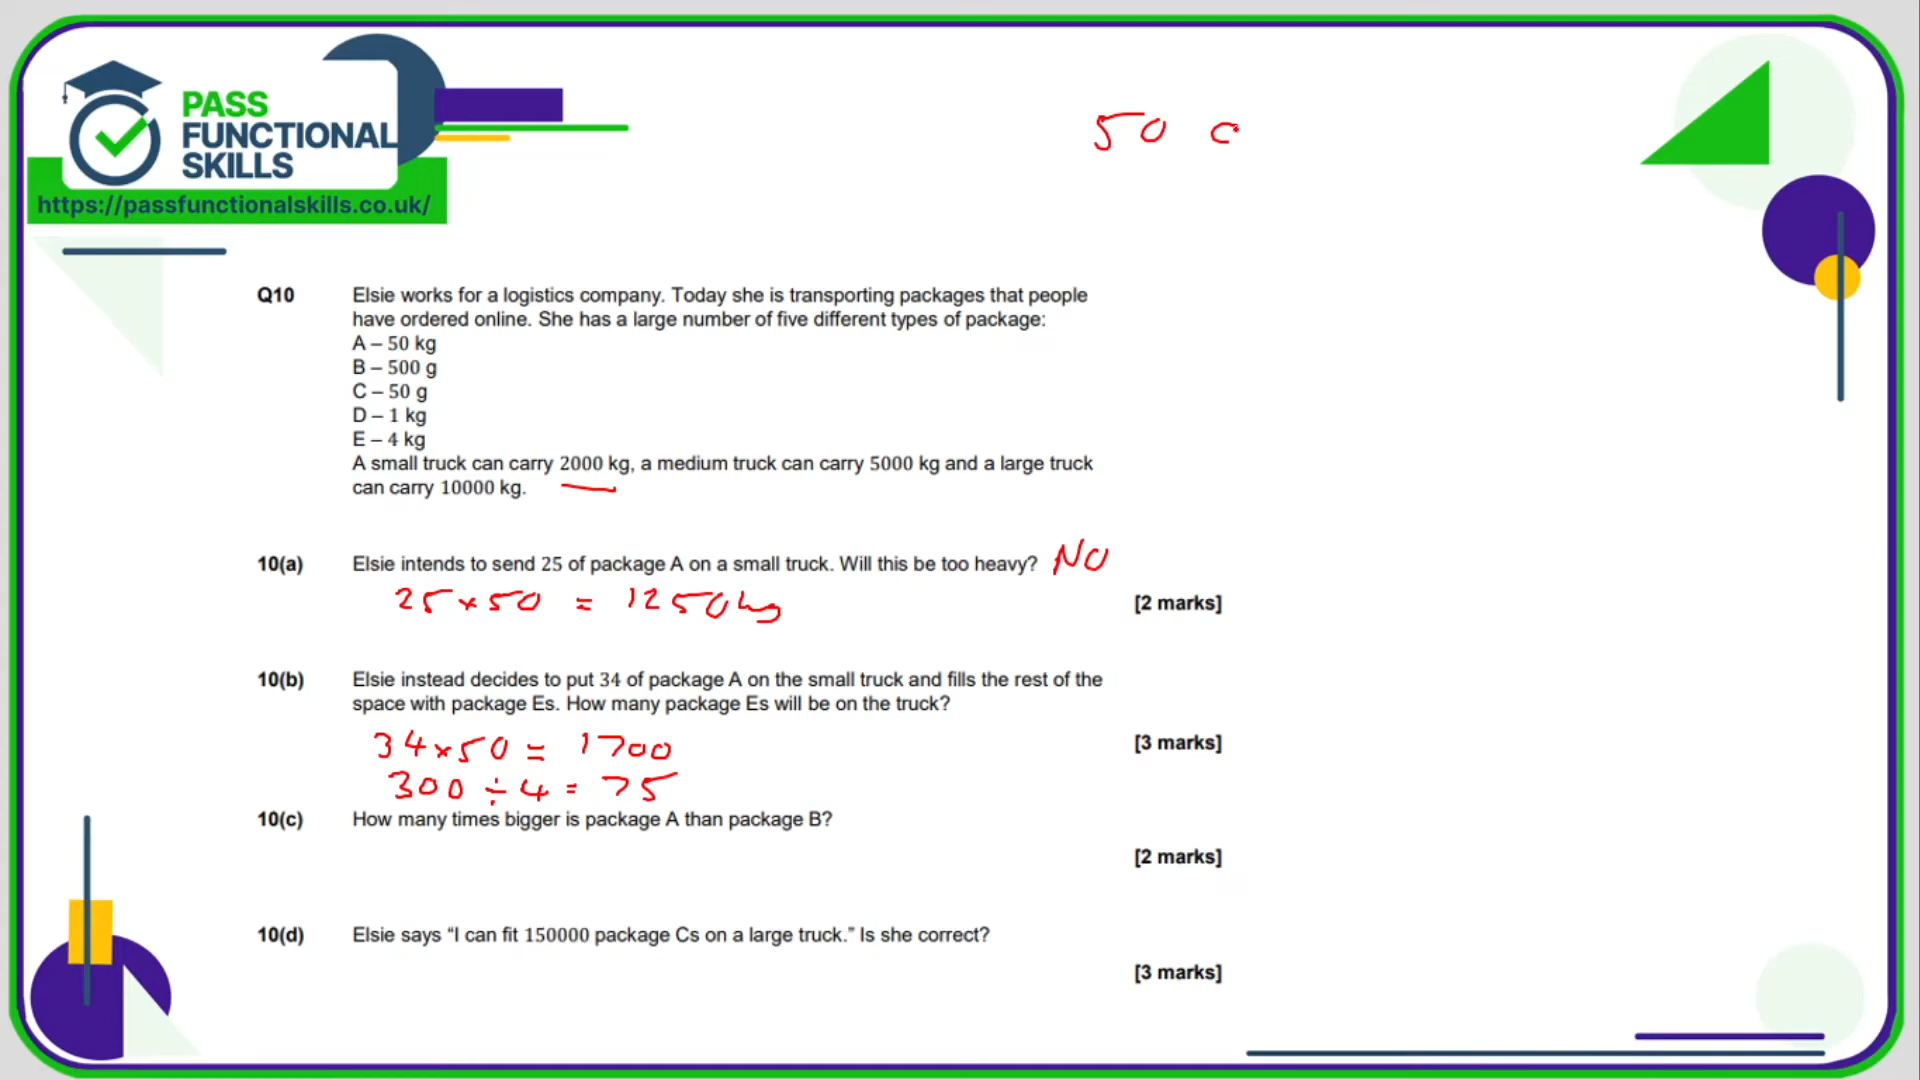 PASS
FUNCTIONAL
SKILLS
https://passfunctionalskills.co.uk/
50
Q10 Elsie works for a logistics company. Today she is transporting packages that people
have ordered online. She has a large number of five different types of package:
A – 50 kg
B – 500 g
C – 50 g
D – 1 kg
E – 4 kg
A small truck can carry 2000 kg, a medium truck can carry 5000 kg and a large truck
can carry 10000 kg.
10(a) Elsie intends to send 25 of package A on a small truck. Will this be too heavy? NO
25 × 50 = 1250kg
[2 marks]
10(b) Elsie instead decides to put 34 of package A on the small truck and fills the rest of the
space with package Es. How many package Es will be on the truck?
34 × 50 = 1700
[3 marks]
300 ÷ 4 = 75
10(c) How many times bigger is package A than package B?
[2 marks]
10(d) Elsie says “I can fit 150000 package Cs on a large truck.” Is she correct?
[3 marks]